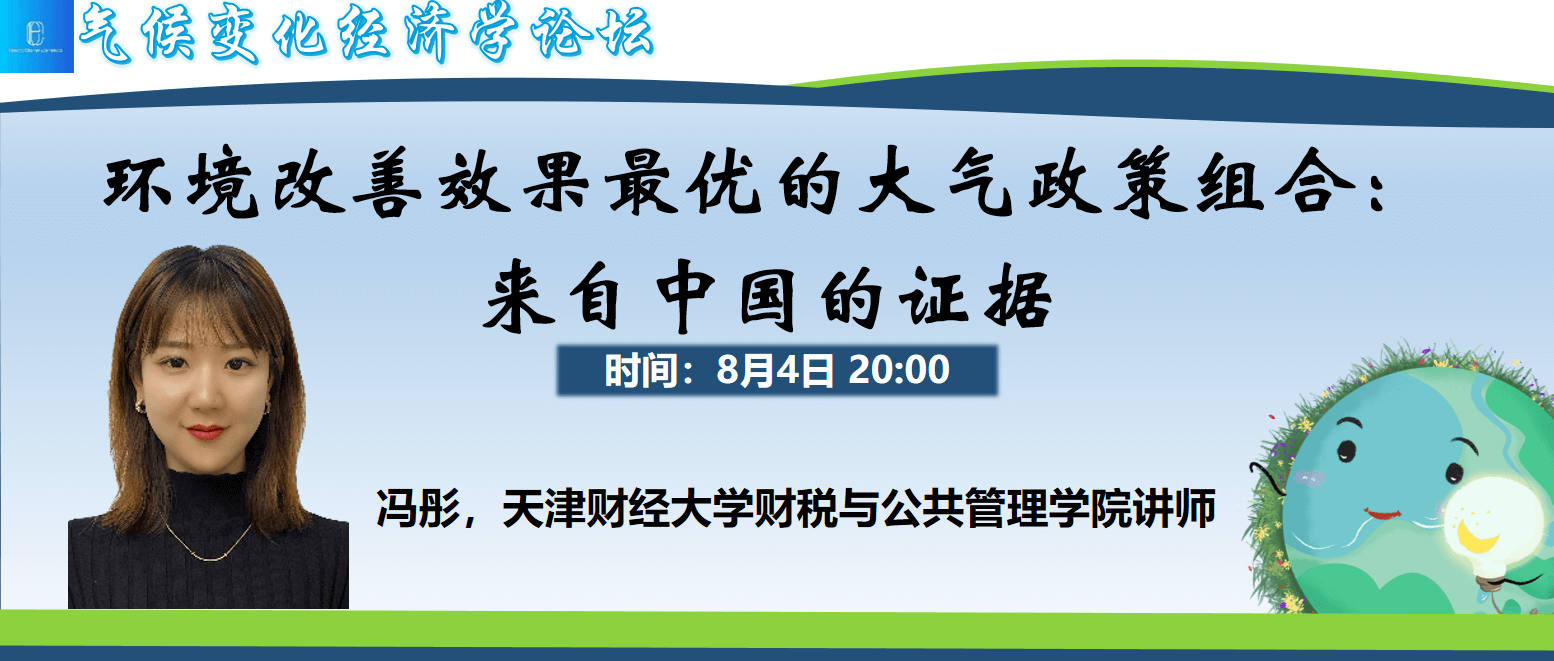 气候变化经济学论坛
环境改善效果最优的大气政策组合：
来自中国的证据
时间：8月4日 20:00
冯彤，天津财经大学财税与公共管理学院讲师